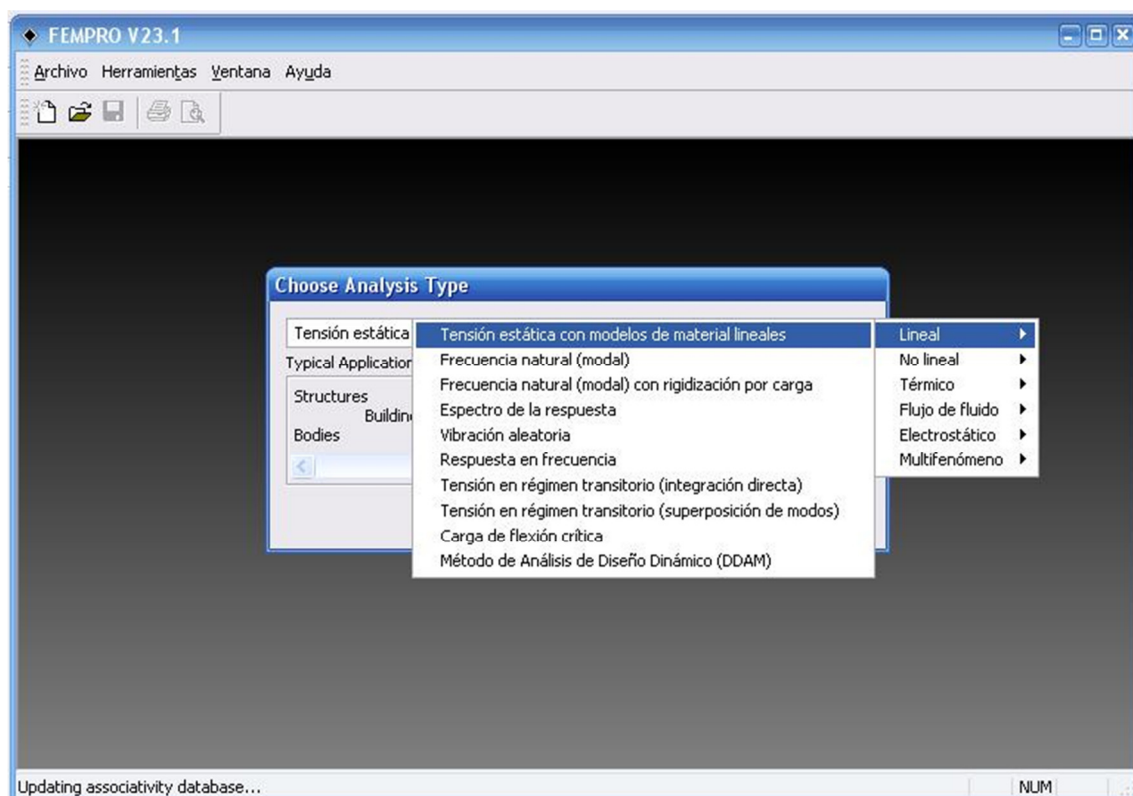 FEMPRO V23.1
Archivo Herramientas Ventana Ayuda
Choose Analysis Type
Tensión estática
Typical Application
Structures
Buildin
Bodies
Tensión estática con modelos de material lineales
Frecuencia natural (modal)
Frecuencia natural (modal) con rigidización por carga
Espectro de la respuesta
Vibración aleatoria
Respuesta en frecuencia
Tensión en régimen transitorio (integración directa)
Tensión en régimen transitorio (superposición de modos)
Carga de flexión crítica
Método de Análisis de Diseño Dinámico (DDAM)
Lineal
No lineal
Térmico
Flujo de fluido
Electrostático
Multifenómeno
Updating associativity database... NUM